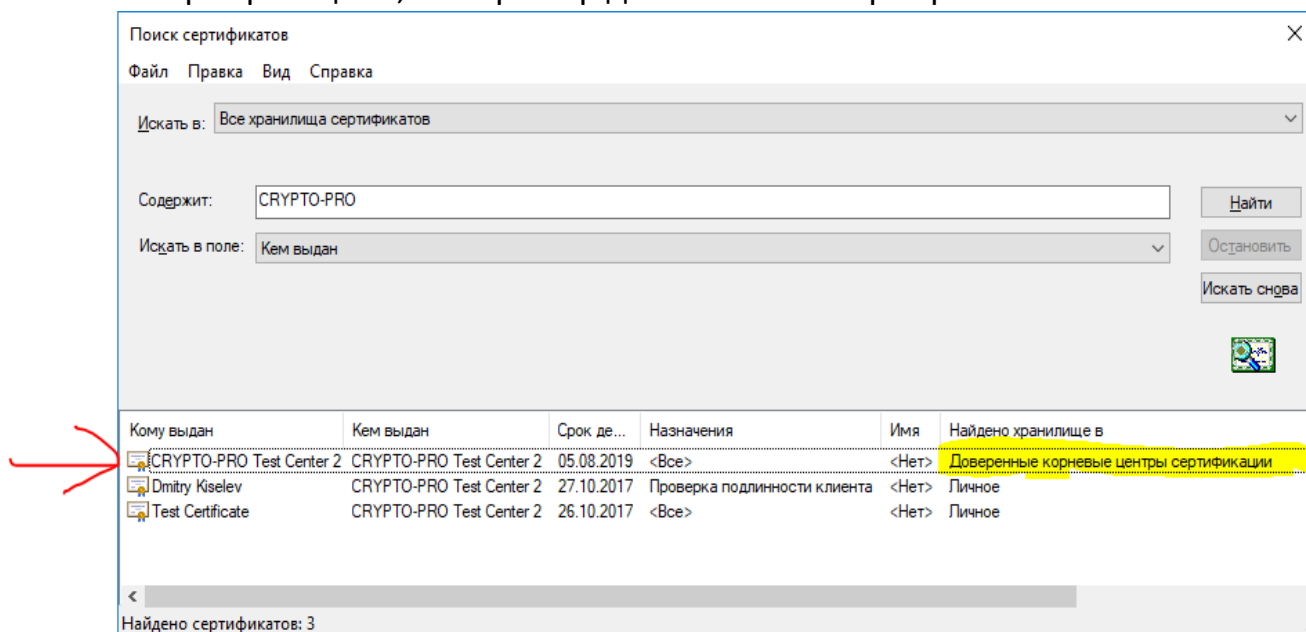 Поиск сертификатов
Файл Правка Вид Справка
Искать в: Все хранилища сертификатов
Содержит: CRYPTO-PRO Найти
Искать в поле: Кем выдан Остановить
Искать снова
Кому выдан Кем выдан Срок де... Назначения Имя Найдено хранилище в
CRYPTO-PRO Test Center 2 CRYPTO-PRO Test Center 2 05.08.2019 <Все> <Нет> Доверенные корневые центры сертификации
Dmitry Kiselev CRYPTO-PRO Test Center 2 27.10.2017 Проверка подлинности клиента <Нет> Личное
Test Certificate CRYPTO-PRO Test Center 2 26.10.2017 <Все> <Нет> Личное
Найдено сертификатов: 3